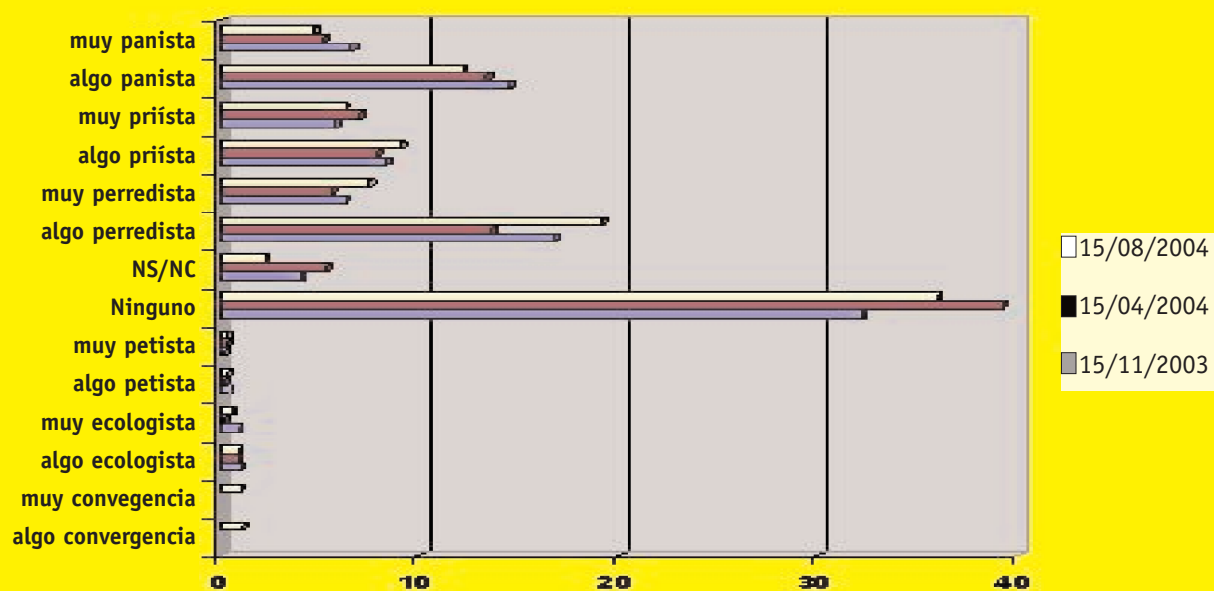 muy panista
algo panista
muy priísta
algo priísta
muy perredista
algo perredista
NS/NC
Ninguno
muy petista
algo petista
muy ecologista
algo ecologista
muy convegencia
algo convergencia
0 10 20 30 40
15/08/2004
15/04/2004
15/11/2003